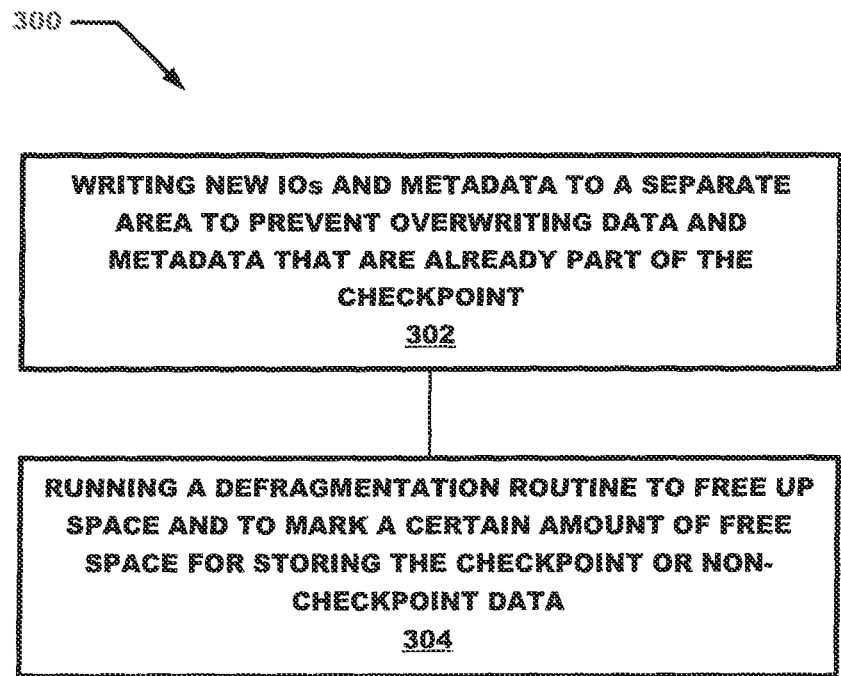 300
WRITING NEW IOs AND METADATA TO A SEPARATE
AREA TO PREVENT OVERWRITING DATA AND
METADATA THAT ARE ALREADY PART OF THE
CHECKPOINT
302
RUNNING A DEFRAGMENTATION ROUTINE TO FREE UP
SPACE AND TO MARK A CERTAIN AMOUNT OF FREE
SPACE FOR STORING THE CHECKPOINT OR NON-
CHECKPOINT DATA
304